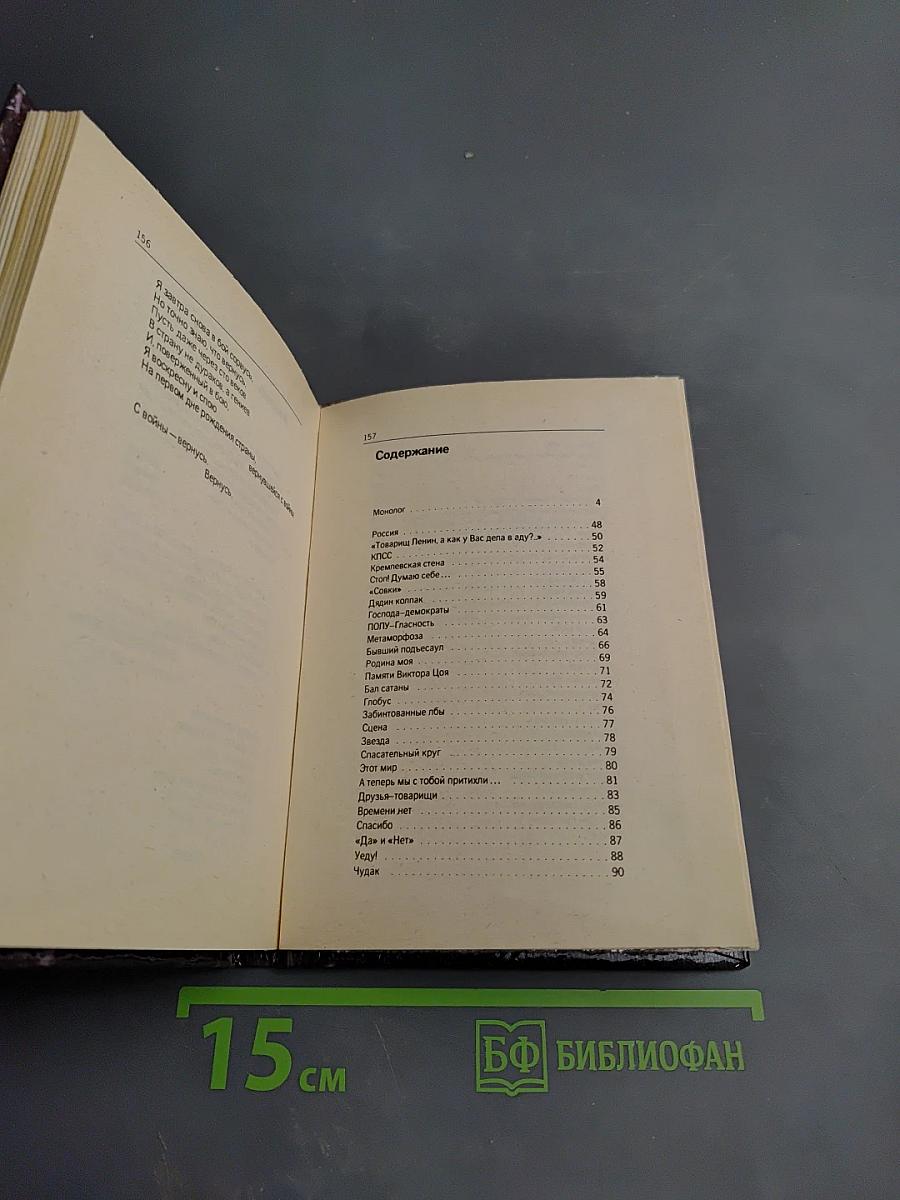 156
Я завтра снова в бой сорвусь,
Но точно знаю, что вернусь
Пусть даже через сто веков
В страну не дураков, а гениев
И, поверженный в бою,
Я воскресну и спою
На первом дне рождения страны,
вернувшейся с войны
С войны — вернусь.
Вернусь
157
Содержание
Монолог . . . 4
Россия . . . 48
«Товарищ Ленин, а как у Вас дела в аду?..» . . . 50
КПСС . . . 52
Кремлевская стена . . . 54
Стоп! Думаю себе... . . . 55
«Совки» . . . 58
Дядин колпак . . . 59
Господа–демократы . . . 61
ПОЛУ–Гласность . . . 63
Метаморфоза . . . 64
Бывший подъесаул . . . 66
Родина моя . . . 69
Памяти Виктора Цоя . . . 71
Бал сатаны . . . 72
Глобус . . . 74
Забинтованные лбы . . . 76
Сцена . . . 77
Звезда . . . 78
Спасательный круг . . . 79
Этот мир . . . 80
А теперь мы с тобой притихли... . . . 81
Друзья–товарищи . . . 83
Времени нет . . . 85
Спасибо . . . 86
«Да» и «Нет» . . . 87
Уеду! . . . 88
Чудак . . . 90
15 см
БФ БИБЛИОФАН